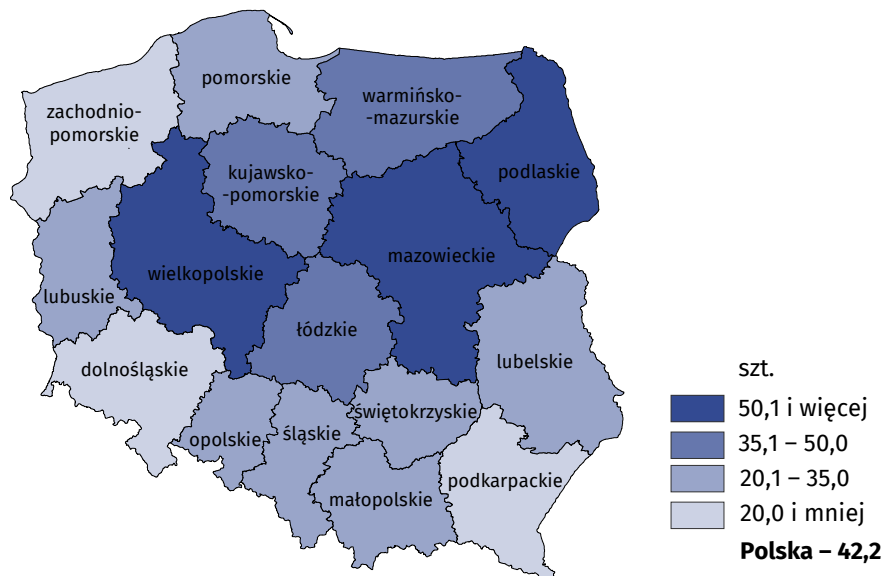 pomorskie
warmińsko-
-mazurskie
zachodnio-
pomorskie
podlaskie
kujawsko-
-pomorskie
mazowieckie
wielkopolskie
lubuskie
łódzkie
lubelskie
dolnośląskie
świętokrzyskie
opolskie
śląskie
podkarpackie
małopolskie
szt.
50,1 i więcej
35,1 – 50,0
20,1 – 35,0
20,0 i mniej
Polska – 42,2